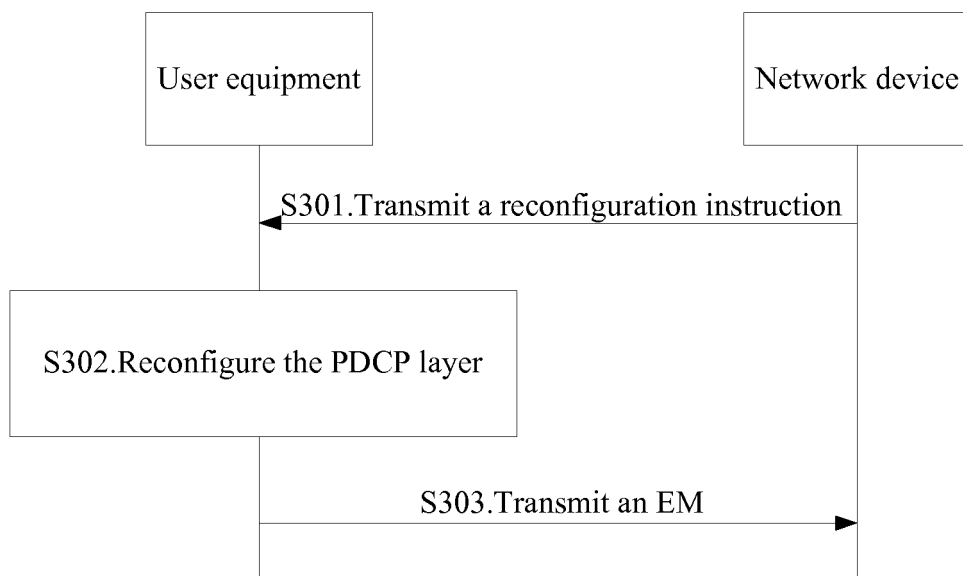 User equipment
Network device
S301.Transmit a reconfiguration instruction
S302.Reconfigure the PDCP layer
S303.Transmit an EM